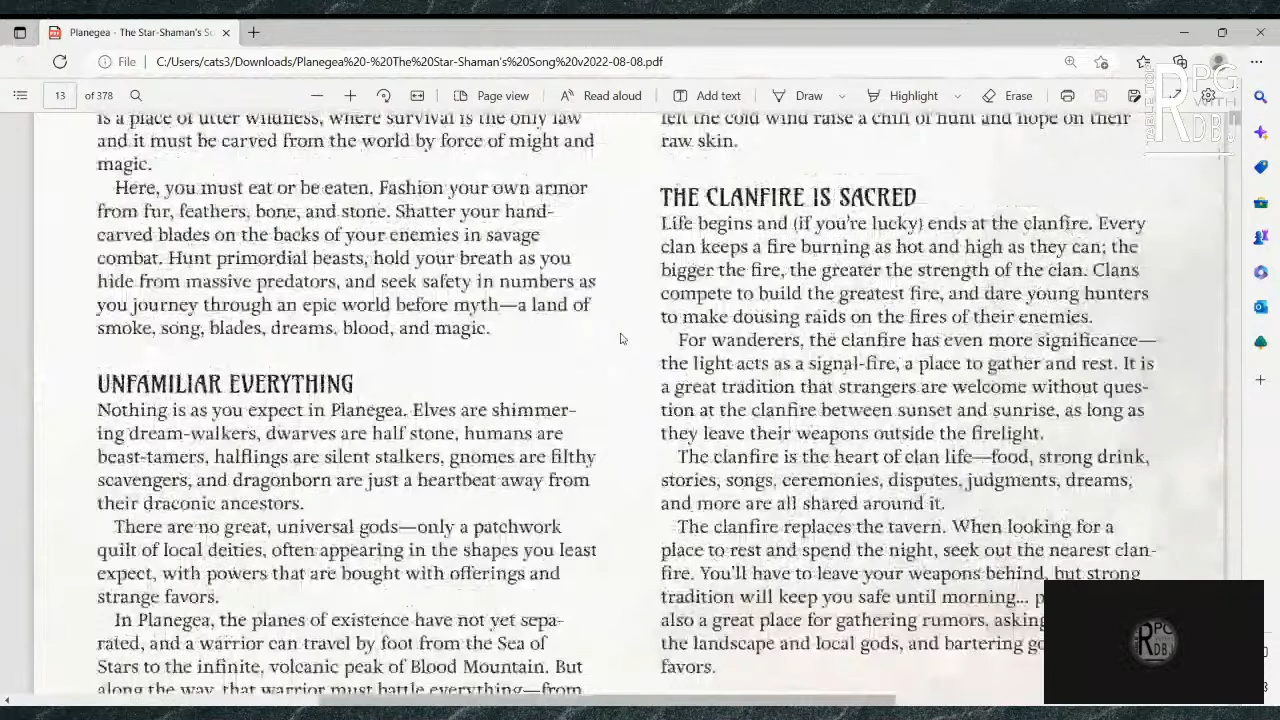 Planegea - The Star-Shaman's So
File
C:/Users/cats3/Downloads/Planegea%20-%20The%20Star-Shaman's%20Song%20v2022-08-08.pdf
13 of 378
Page view
Read aloud
Add text
Draw
Highlight
Erase
TABLE TOP
RPG
WITH
RDBU
is a place of utter wildness, where survival is the only law
and it must be carved from the world by force of might and
magic.
Here, you must eat or be eaten. Fashion your own armor
from fur, feathers, bone, and stone. Shatter your hand-
carved blades on the backs of your enemies in savage
combat. Hunt primordial beasts, hold your breath as you
hide from massive predators, and seek safety in numbers as
you journey through an epic world before myth—a land of
smoke, song, blades, dreams, blood, and magic.
UNFAMILIAR EVERYTHING
Nothing is as you expect in Planegea. Elves are shimmer-
ing dream-walkers, dwarves are half stone, humans are
beast-tamers, halflings are silent stalkers, gnomes are filthy
scavengers, and dragonborn are just a heartbeat away from
their draconic ancestors.
There are no great, universal gods—only a patchwork
quilt of local deities, often appearing in the shapes you least
expect, with powers that are bought with offerings and
strange favors.
In Planegea, the planes of existence have not yet sepa-
rated, and a warrior can travel by foot from the Sea of
Stars to the infinite, volcanic peak of Blood Mountain. But
along the way, that warrior must battle everything—from
felt the cold wind raise a chill of hunt and hope on their
raw skin.
THE CLANFIRE IS SACRED
Life begins and (if you're lucky) ends at the clanfire. Every
clan keeps a fire burning as hot and high as they can; the
bigger the fire, the greater the strength of the clan. Clans
compete to build the greatest fire, and dare young hunters
to make dousing raids on the fires of their enemies.
For wanderers, the clanfire has even more significance—
the light acts as a signal-fire, a place to gather and rest. It is
a great tradition that strangers are welcome without ques-
tion at the clanfire between sunset and sunrise, as long as
they leave their weapons outside the firelight.
The clanfire is the heart of clan life—food, strong drink,
stories, songs, ceremonies, disputes, judgments, dreams,
and more are all shared around it.
The clanfire replaces the tavern. When looking for a
place to rest and spend the night, seek out the nearest clan-
fire. You'll have to leave your weapons behind, but strong
tradition will keep you safe until morning... p
also a great place for gathering rumors, asking
the landscape and local gods, and bartering go
favors.
RPG
RDBU